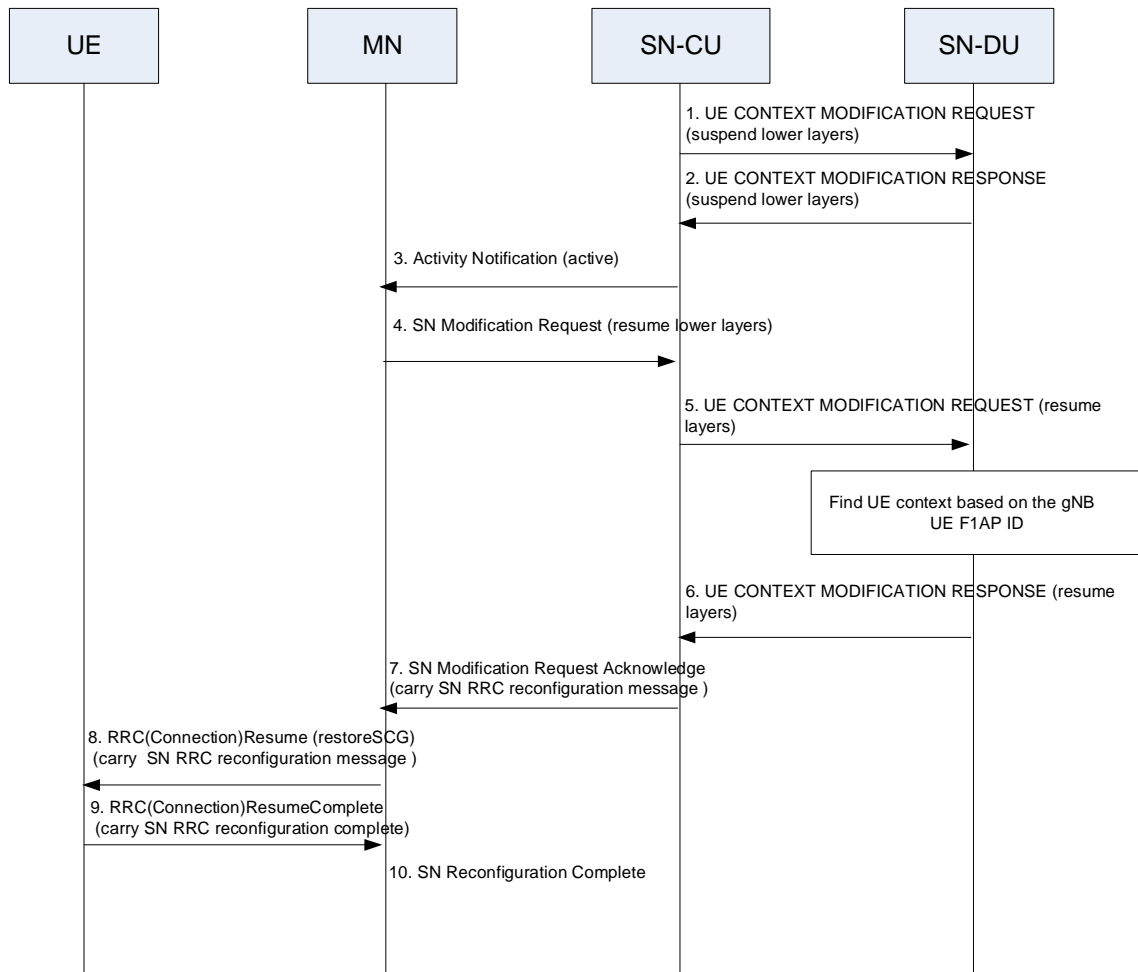 UE
MN
SN-CU
SN-DU
1. UE CONTEXT MODIFICATION REQUEST
(suspend lower layers)
2. UE CONTEXT MODIFICATION RESPONSE
(suspend lower layers)
3. Activity Notification (active)
4. SN Modification Request (resume lower layers)
5. UE CONTEXT MODIFICATION REQUEST (resume
layers)
Find UE context based on the gNB
UE F1AP ID
6. UE CONTEXT MODIFICATION RESPONSE (resume
layers)
7. SN Modification Request Acknowledge
(carry SN RRC reconfiguration message )
8. RRC(Connection)Resume (restoreSCG)
(carry SN RRC reconfiguration message )
9. RRC(Connection)ResumeComplete
(carry SN RRC reconfiguration complete)
10. SN Reconfiguration Complete